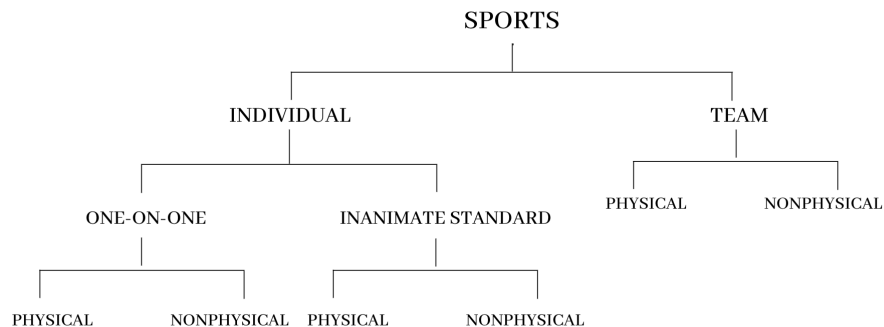 SPORTS
INDIVIDUAL
TEAM
PHYSICAL
NONPHYSICAL
ONE-ON-ONE
INANIMATE STANDARD
PHYSICAL
NONPHYSICAL
PHYSICAL
NONPHYSICAL